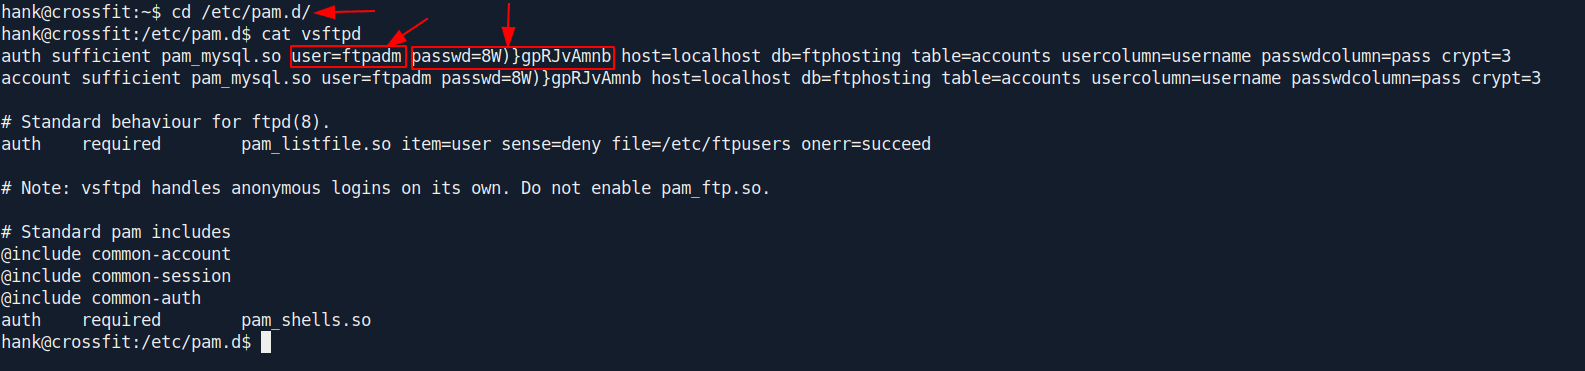 hank@crossfit:~$ cd /etc/pam.d/
hank@crossfit:/etc/pam.d$ cat vsftpd
auth sufficient pam_mysql.so user=ftpadm passwd=8W)}gpRJvAmnb host=localhost db=ftphosting table=accounts usercolumn=username passwdcolumn=pass crypt=3
account sufficient pam_mysql.so user=ftpadm passwd=8W)}gpRJvAmnb host=localhost db=ftphosting table=accounts usercolumn=username passwdcolumn=pass crypt=3
# Standard behaviour for ftpd(8).
auth    required        pam_listfile.so item=user sense=deny file=/etc/ftpusers onerr=succeed
# Note: vsftpd handles anonymous logins on its own. Do not enable pam_ftp.so.
# Standard pam includes
@include common-account
@include common-session
@include common-auth
auth    required        pam_shells.so
hank@crossfit:/etc/pam.d$